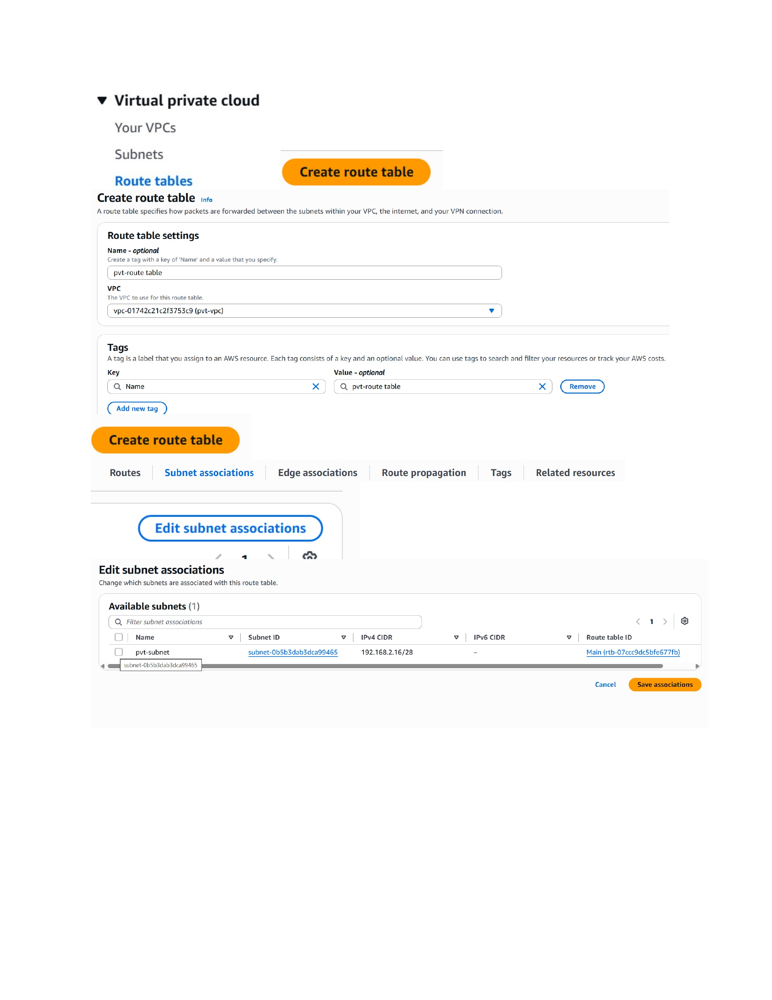 Virtual private cloud
Your VPCs
Subnets
Route tables
Create route table
Create route table Info
A route table specifies how packets are forwarded between the subnets within your VPC, the internet, and your VPN connection.
Route table settings
Name - optional
Create a tag with a key of 'Name' and a value that you specify.
pvt-route table
VPC
The VPC to use for this route table.
vpc-01742c21c2f3753c9 (pvt-vpc)
Tags
A tag is a label that you assign to an AWS resource. Each tag consists of a key and an optional value. You can use tags to search and filter your resources or track your AWS costs.
Key Value - optional
Name pvt-route table Remove
Add new tag
Create route table
Routes Subnet associations Edge associations Route propagation Tags Related resources
Edit subnet associations
1
Edit subnet associations
Change which subnets are associated with this route table.
Available subnets (1)
Filter subnet associations 1
Name Subnet ID IPv4 CIDR IPv6 CIDR Route table ID
pvt-subnet subnet-0b5b3dab3dca99465 192.168.2.16/28 – Main (rtb-07ccc9dc5bfe677fb)
subnet-0b5b3dab3dca99465
Cancel Save associations